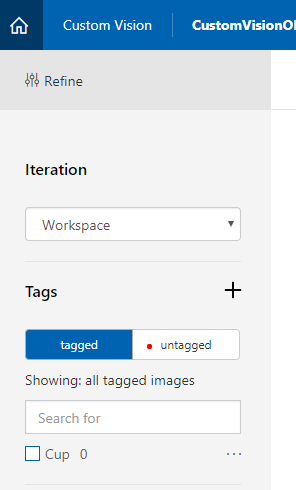 Custom Vision
CustomVisionO
Refine
Iteration
Workspace
Tags
tagged
untagged
Showing: all tagged images
Search for
Cup 0